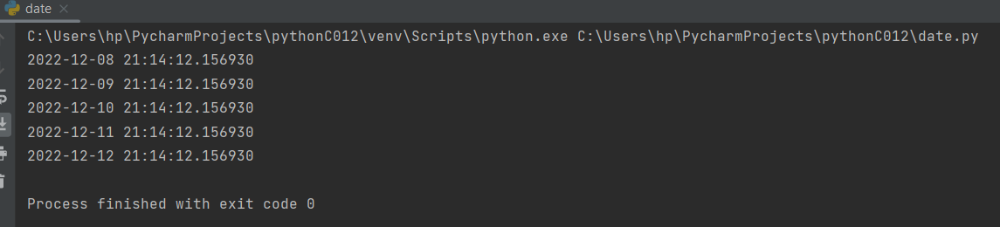 date
C:\Users\hp\PycharmProjects\pythonC012\venv\Scripts\python.exe C:\Users\hp\PycharmProjects\pythonC012\date.py
2022-12-08 21:14:12.156930
2022-12-09 21:14:12.156930
2022-12-10 21:14:12.156930
2022-12-11 21:14:12.156930
2022-12-12 21:14:12.156930
Process finished with exit code 0